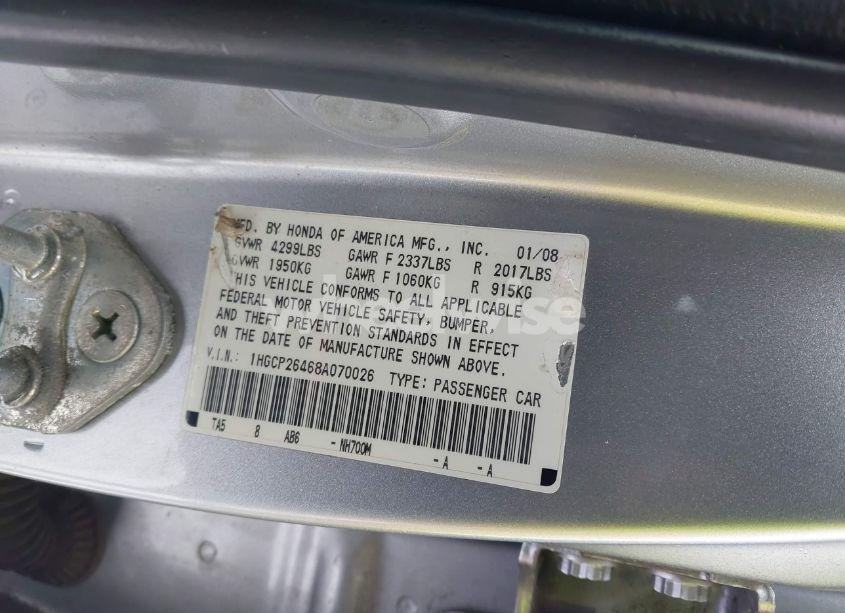 MFD. BY HONDA OF AMERICA MFG., INC. 01/08
GVWR 4299LBS GAWR F 2337LBS R 2017LBS
GVWR 1950KG GAWR F 1060KG R 915KG
THIS VEHICLE CONFORMS TO ALL APPLICABLE
FEDERAL MOTOR VEHICLE SAFETY, BUMPER,
AND THEFT PREVENTION STANDARDS IN EFFECT
ON THE DATE OF MANUFACTURE SHOWN ABOVE.
V.I.N.: 1HGCP26468A070026 TYPE: PASSENGER CAR
TA5 8 AB6 -NH700M -A -A